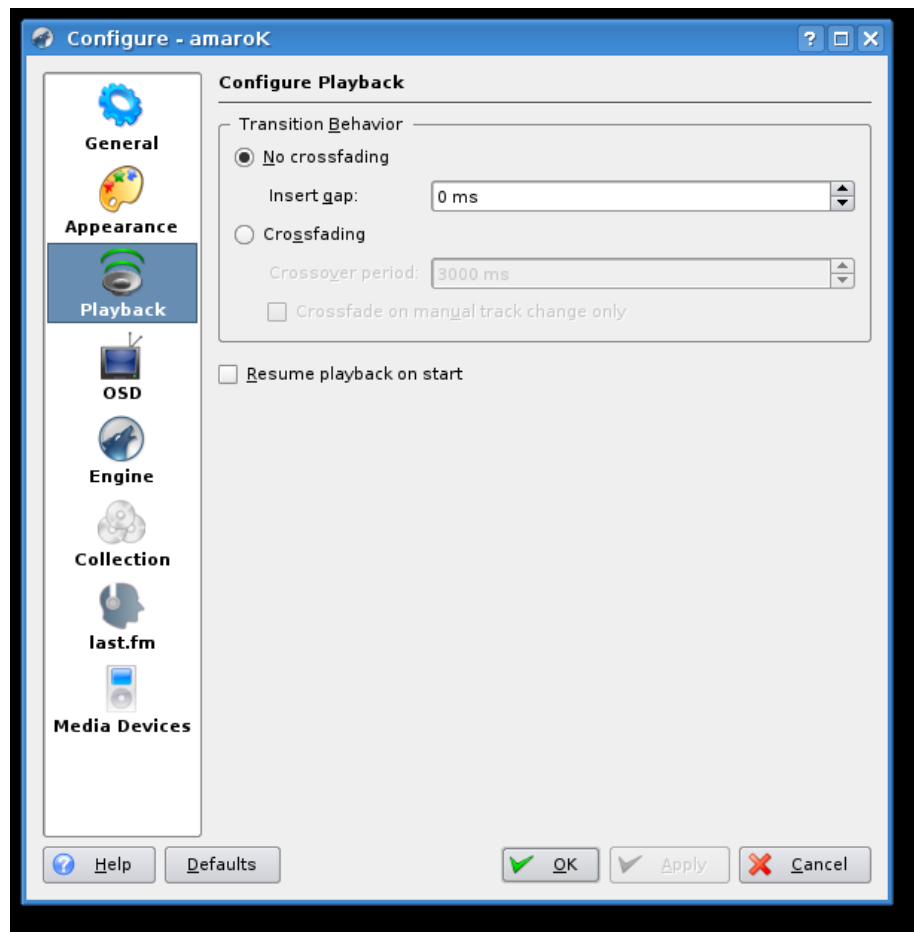 Configure - amaroK
General
Appearance
Playback
OSD
Engine
Collection
last.fm
Media Devices
Configure Playback
Transition Behavior
No crossfading
Insert gap: 0 ms
Crossfading
Crossover period: 3000 ms
Crossfade on manual track change only
Resume playback on start
Help Defaults OK Apply Cancel